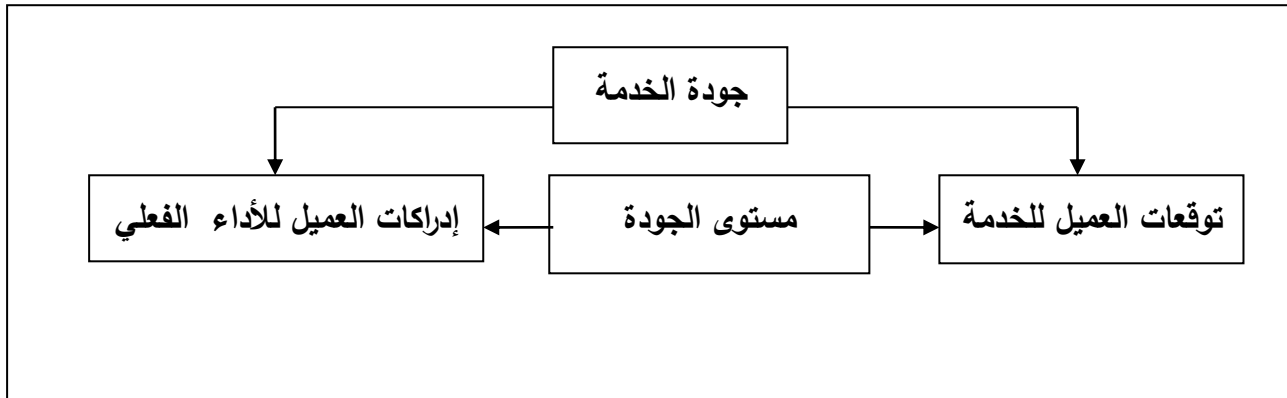 جودة الخدمة
توقعات العميل للخدمة
مستوى الجودة
إدراكات العميل للأداء الفعلي